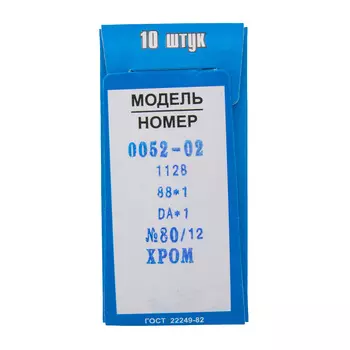 10 штук
МОДЕЛЬ
НОМЕР
0052-02
1128
88*1
DA*1
№80/12
ХРОМ
ГОСТ 22249-82